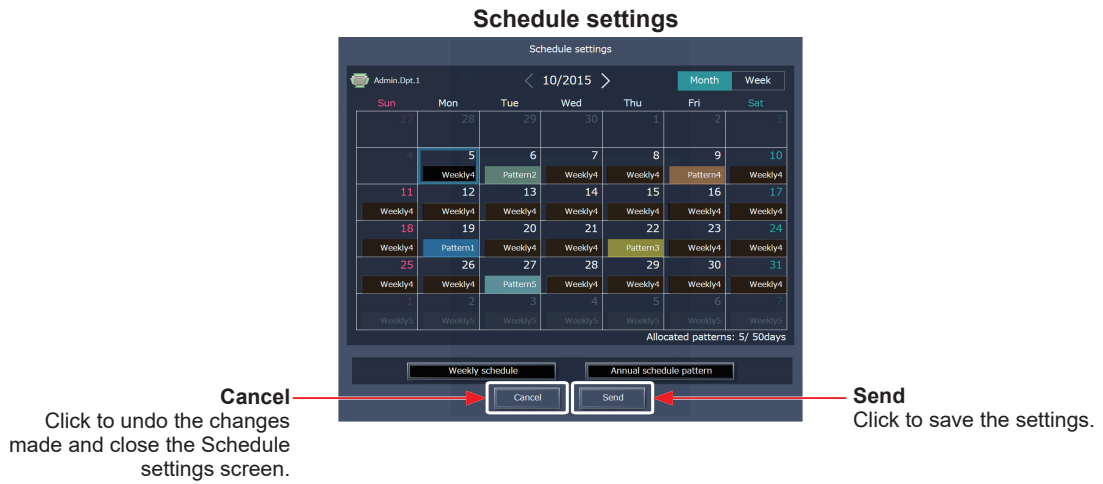 Schedule settings
Schedule settings
Admin.Dpt.1
10/2015
Month Week
Sun Mon Tue Wed Thu Fri Sat
27 28 29 30 1 2 3
4 5 6 7 8 9 10
Weekly4 Pattern2 Weekly4 Weekly4 Pattern4 Weekly4
11 12 13 14 15 16 17
Weekly4 Weekly4 Weekly4 Weekly4 Weekly4 Weekly4 Weekly4
18 19 20 21 22 23 24
Weekly4 Pattern1 Weekly4 Weekly4 Pattern3 Weekly4 Weekly4
25 26 27 28 29 30 31
Weekly4 Weekly4 Pattern5 Weekly4 Weekly4 Weekly4 Weekly4
1 2 3 4 5 6 7
Weekly5 Weekly5 Weekly5 Weekly5 Weekly5 Weekly5 Weekly5
Allocated patterns: 5/ 50days
Weekly schedule Annual schedule pattern
Cancel Send
Cancel
Click to undo the changes
made and close the Schedule
settings screen.
Send
Click to save the settings.